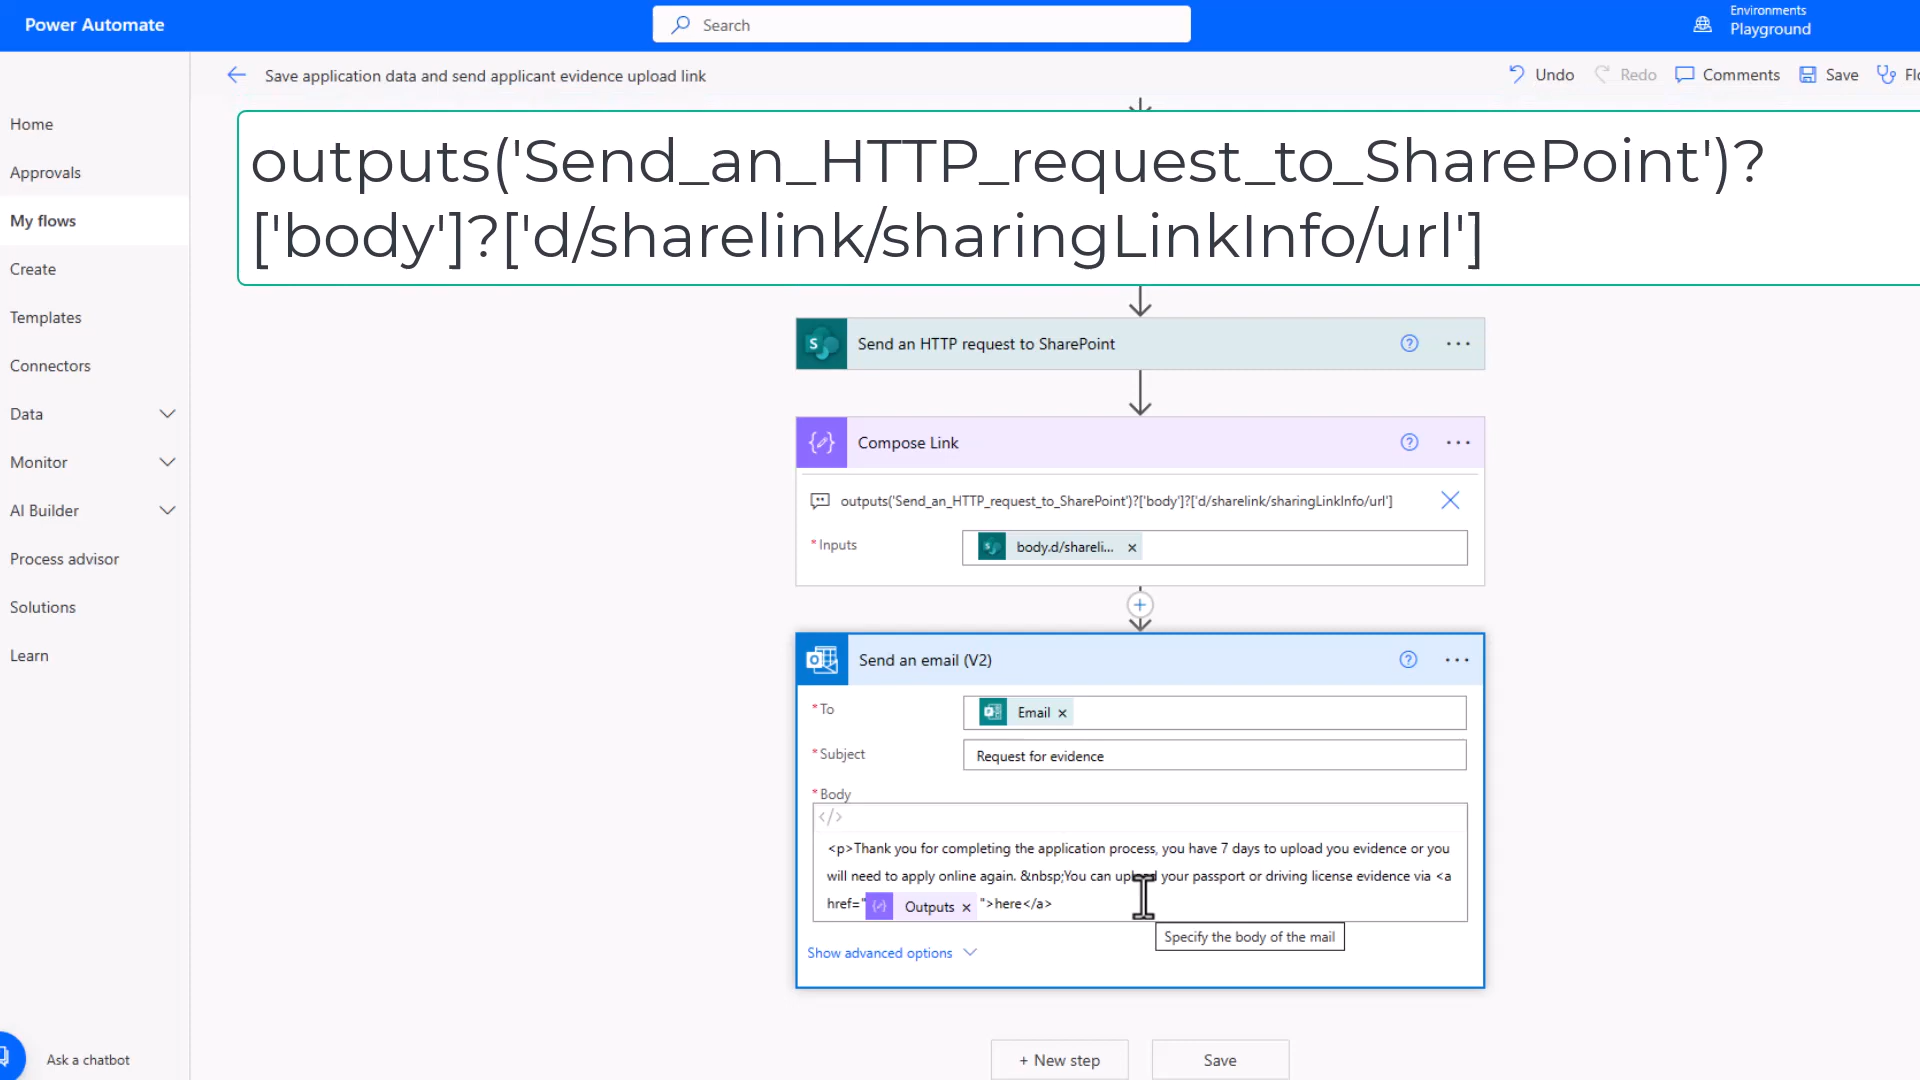 Power Automate
Search
Environments
Playground
Save application data and send applicant evidence upload link
Undo
Redo
Comments
Save
Flo
Home
Approvals
My flows
Create
Templates
Connectors
Data
Monitor
AI Builder
Process advisor
Solutions
Learn
Ask a chatbot
outputs('Send_an_HTTP_request_to_SharePoint')?
['body']?['d/sharelink/sharingLinkInfo/url']
Send an HTTP request to SharePoint
Compose Link
outputs('Send_an_HTTP_request_to_SharePoint')?['body']?['d/sharelink/sharingLinkInfo/url']
*Inputs
body.d/shareli...
Send an email (V2)
*To
Email
*Subject
Request for evidence
*Body
<p>Thank you for completing the application process, you have 7 days to upload you evidence or you
will need to apply online again. &nbsp;You can upload your passport or driving license evidence via <a
href="Outputs">here</a>
Specify the body of the mail
Show advanced options
+ New step
Save